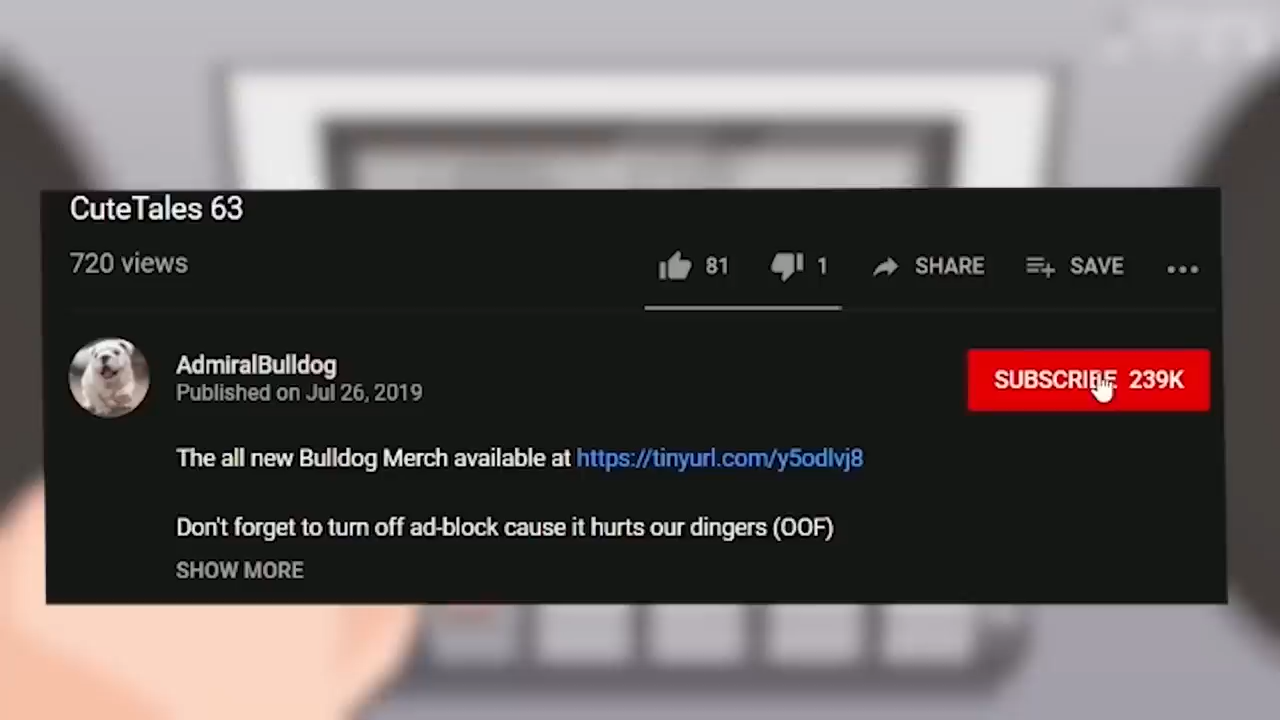 CuteTales 63
720 views
81
1
SHARE
SAVE
AdmiralBulldog
Published on Jul 26, 2019
SUBSCRIBE 239K
The all new Bulldog Merch available at https://tinyurl.com/y5odlvj8
Don't forget to turn off ad-block cause it hurts our dingers (OOF)
SHOW MORE